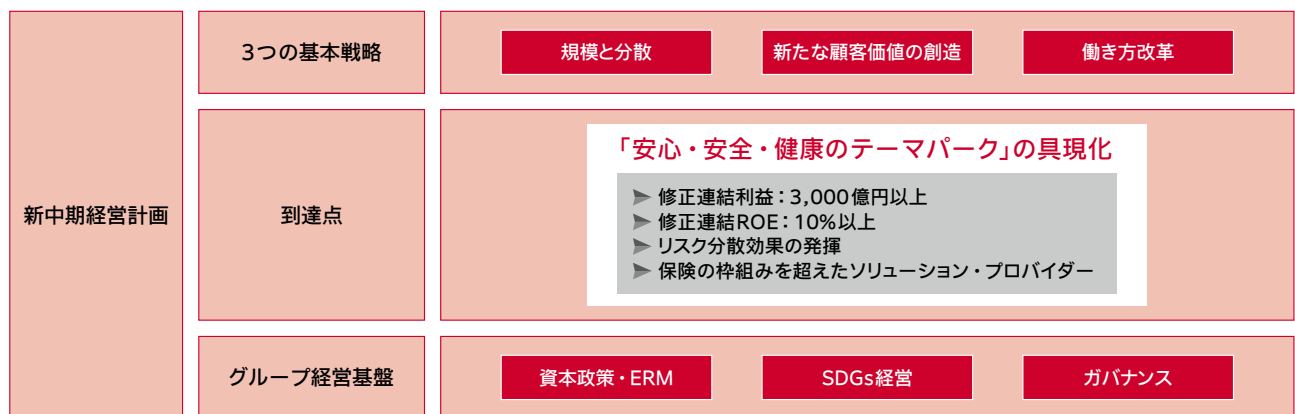 新中期経営計画
3つの基本戦略
規模と分散
新たな顧客価値の創造
働き方改革
到達点
「安心・安全・健康のテーマパーク」の具現化
修正連結利益：3,000億円以上
修正連結ROE：10%以上
リスク分散効果の発揮
保険の枠組みを超えたソリューション・プロバイダー
グループ経営基盤
資本政策・ERM
SDGs経営
ガバナンス